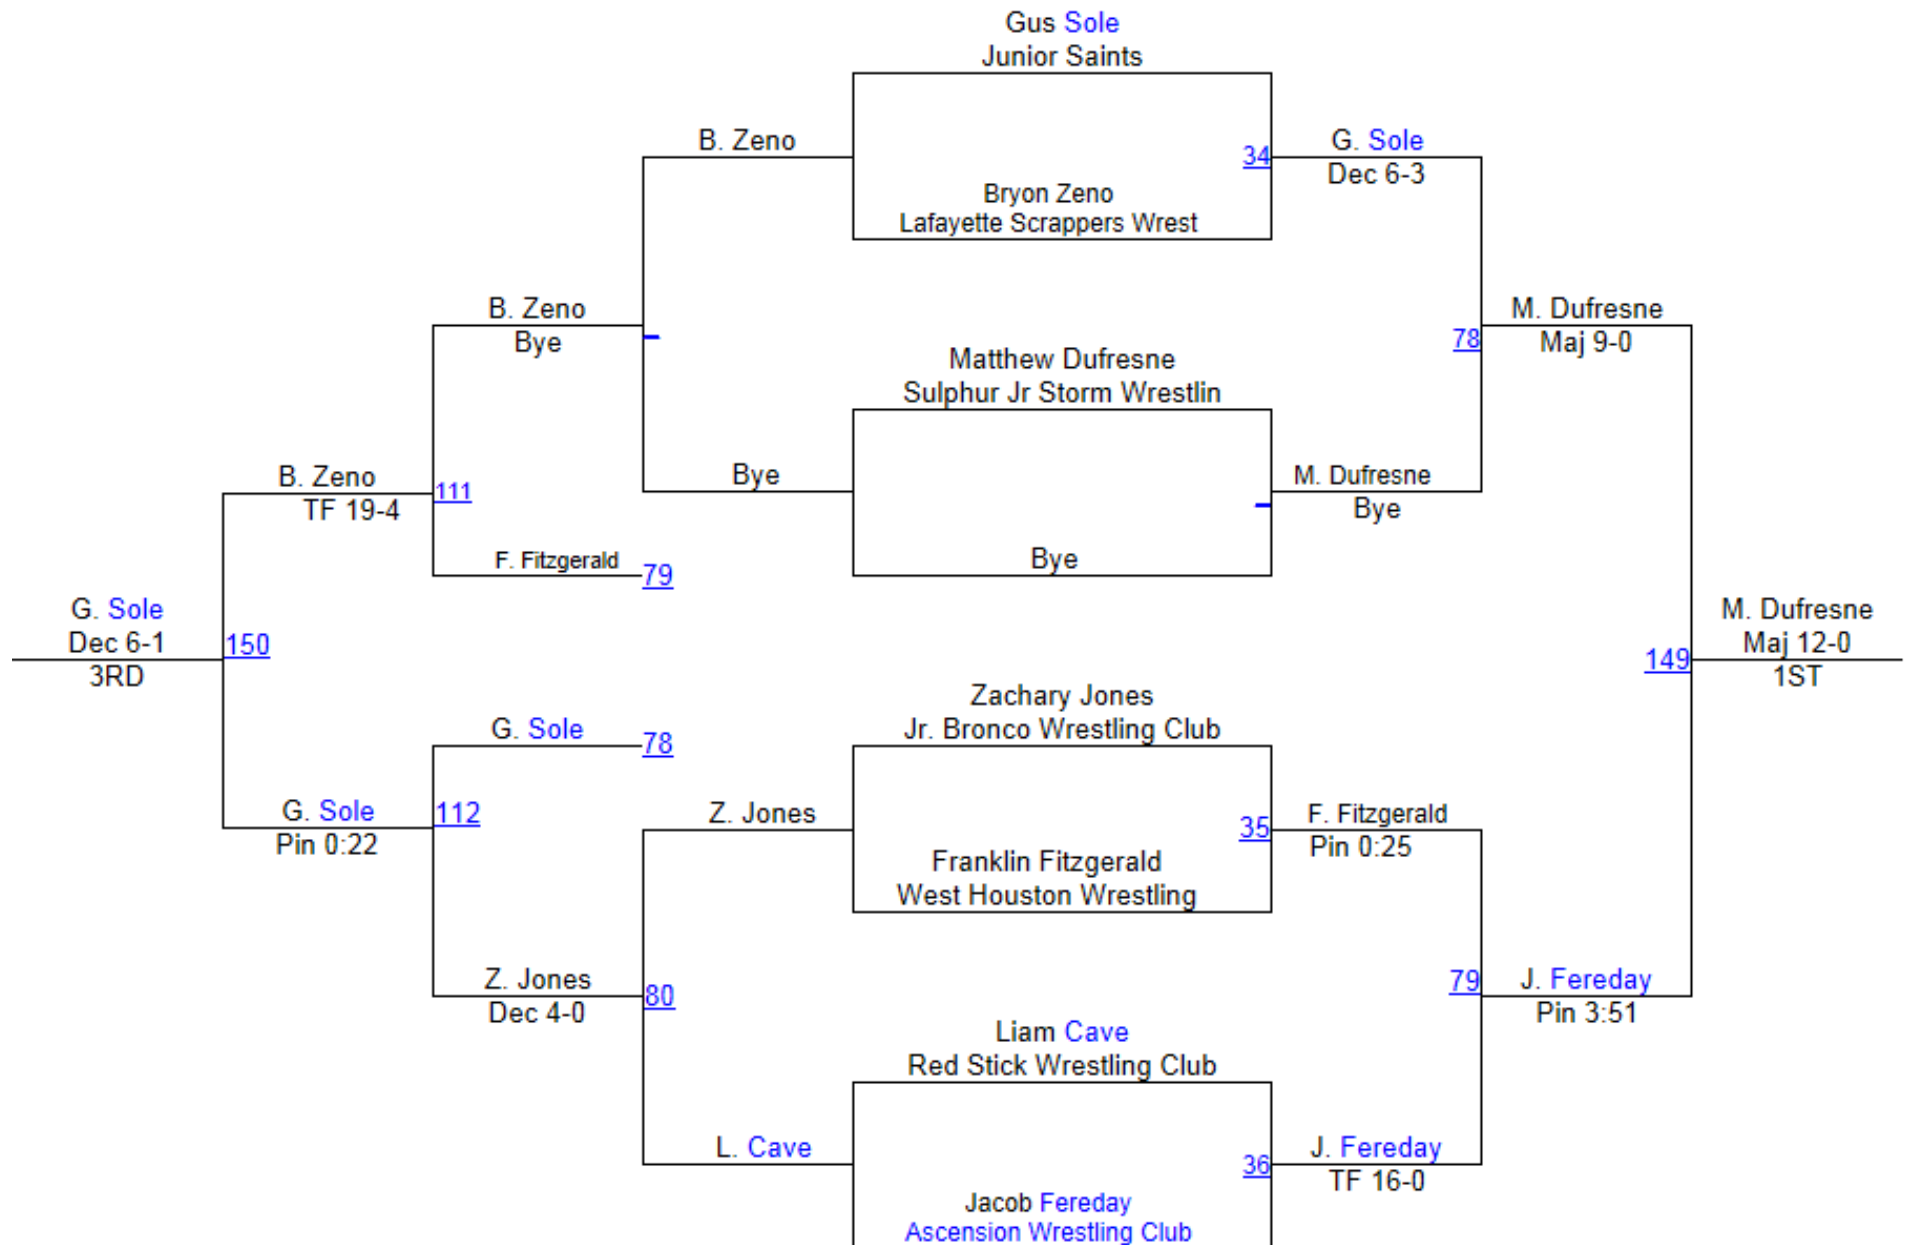 Gus Sole
Junior Saints
B. Zeno
34
G. Sole
Dec 6-3
Bryon Zeno
Lafayette Scrappers Wrest
B. Zeno
Bye
78
M. Dufresne
Maj 9-0
Matthew Dufresne
Sulphur Jr Storm Wrestlin
B. Zeno
TF 19-4
111
Bye
M. Dufresne
Bye
F. Fitzgerald
79
Bye
G. Sole
Dec 6-1
3RD
150
149
M. Dufresne
Maj 12-0
1ST
Zachary Jones
Jr. Bronco Wrestling Club
G. Sole
78
G. Sole
Pin 0:22
112
Z. Jones
35
F. Fitzgerald
Pin 0:25
Franklin Fitzgerald
West Houston Wrestling
Z. Jones
Dec 4-0
80
79
J. Fereday
Pin 3:51
Liam Cave
Red Stick Wrestling Club
L. Cave
36
J. Fereday
TF 16-0
Jacob Fereday
Ascension Wrestling Club